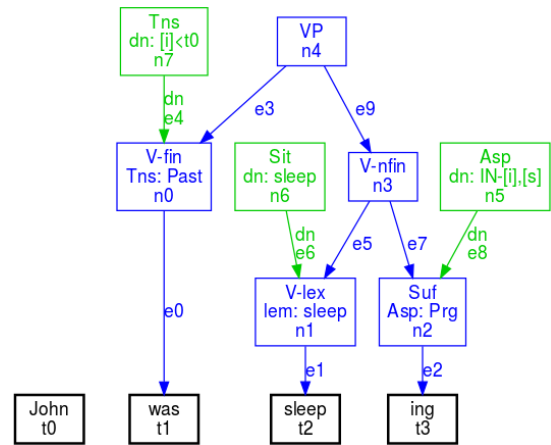 Tns
dn: [i]<t0
n7
VP
n4
dn
e4
e3
e9
V-fin
Tns: Past
n0
Sit
dn: sleep
n6
V-nfin
n3
Asp
dn: IN-[i],[s]
n5
dn
e6
e5
e7
dn
e8
e0
V-lex
lem: sleep
n1
Suf
Asp: Prg
n2
e1
e2
John
t0
was
t1
sleep
t2
ing
t3